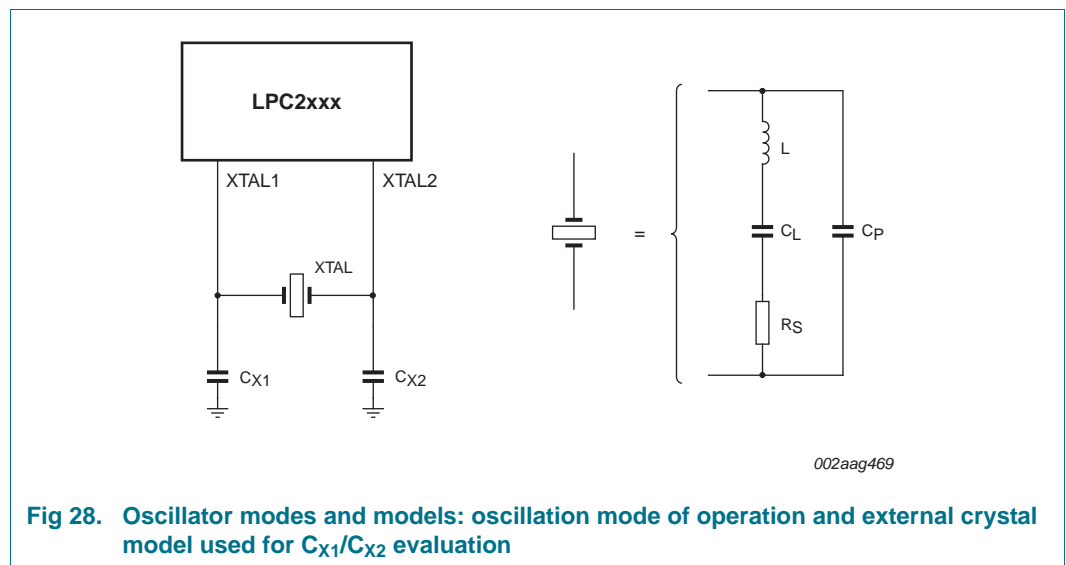 LPC2xxx
XTAL1
XTAL2
XTAL
CX1
CX2
=
L
CL
CP
RS
002aag469
Fig 28. Oscillator modes and models: oscillation mode of operation and external crystal
model used for CX1/CX2 evaluation